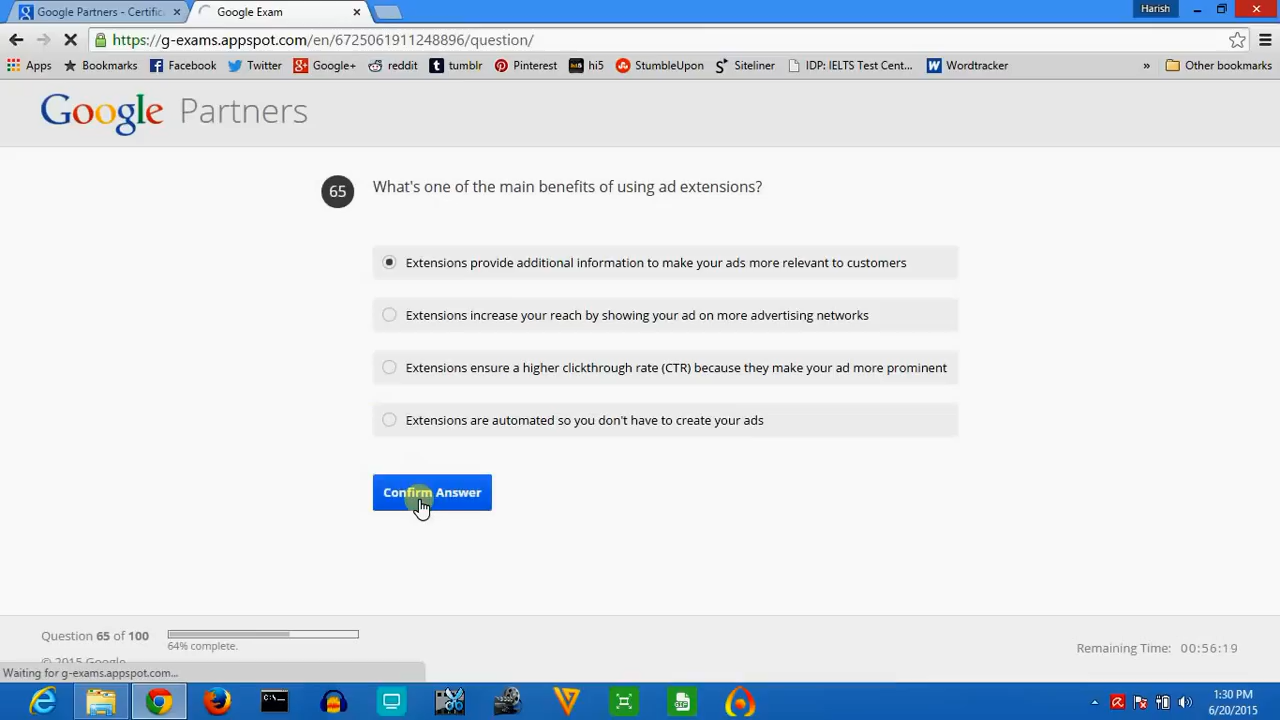 Google Partners - Certific
Google Exam
Harish
https://g-exams.appspot.com/en/6725061911248896/question/
Apps
Bookmarks
Facebook
Twitter
Google+
reddit
tumblr
Pinterest
hi5
StumbleUpon
Siteliner
IDP: IELTS Test Cent...
Wordtracker
»
Other bookmarks
Google Partners
65 What's one of the main benefits of using ad extensions?
Extensions provide additional information to make your ads more relevant to customers
Extensions increase your reach by showing your ad on more advertising networks
Extensions ensure a higher clickthrough rate (CTR) because they make your ad more prominent
Extensions are automated so you don't have to create your ads
Confirm Answer
Question 65 of 100
64% complete.
Remaining Time: 00:56:19
© 2015 Google
Waiting for g-exams.appspot.com...
1:30 PM
6/20/2015